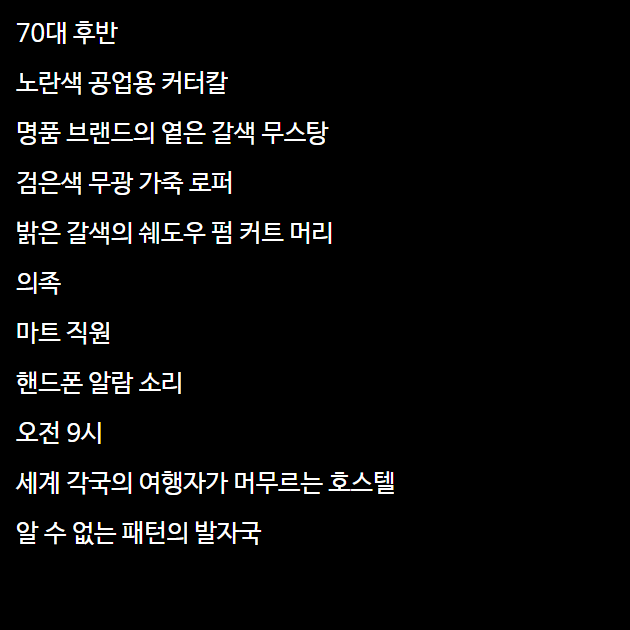 70대 후반
노란색 공업용 커터칼
명품 브랜드의 옅은 갈색 무스탕
검은색 무광 가죽 로퍼
밝은 갈색의 쉐도우 펌 커트 머리
의족
마트 직원
핸드폰 알람 소리
오전 9시
세계 각국의 여행자가 머무르는 호스텔
알 수 없는 패턴의 발자국